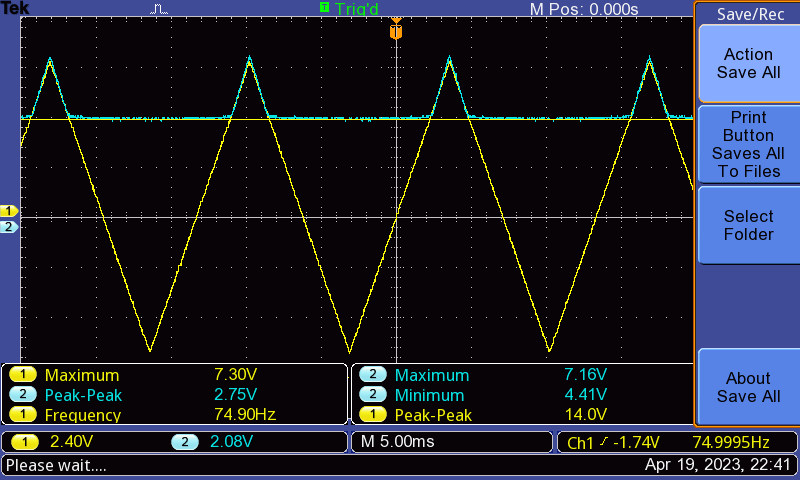 Tek T Trig'd M Pos: 0.000s Save/Rec
T
Action
Save All
Print
Button
Saves All
To Files
Select
Folder
About
Save All
1
2
1 Maximum 7.30V
2 Peak-Peak 2.75V
1 Frequency 74.90Hz
2 Maximum 7.16V
2 Minimum 4.41V
1 Peak-Peak 14.0V
1 2.40V 2 2.08V M 5.00ms Ch1 -1.74V 74.9995Hz
Please wait.... Apr 19, 2023, 22:41